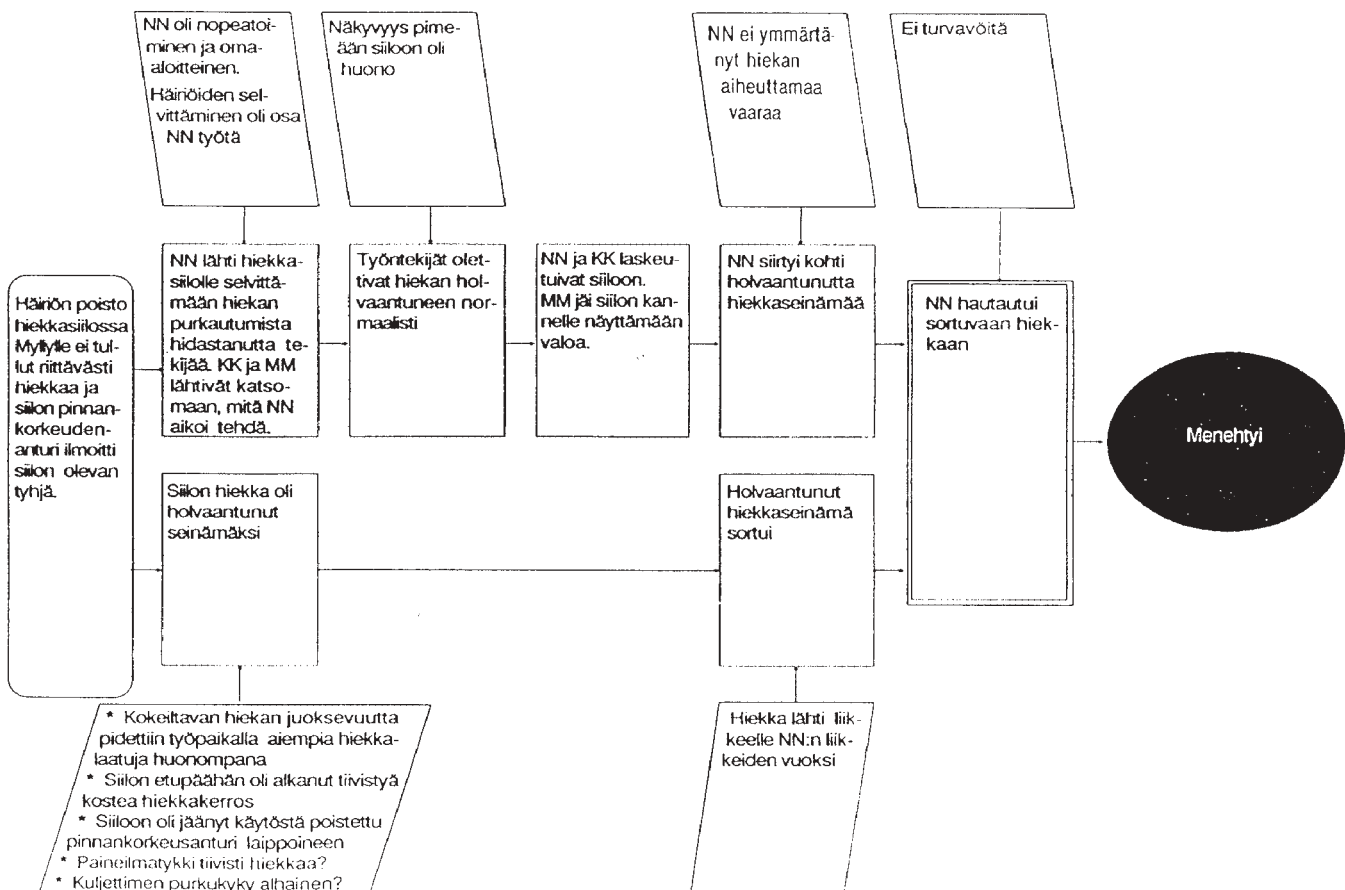 NN oli nopeatoi-
minen ja oma-
aloitteinen.
Häiriöiden sel-
vittäminen oli osa
NN työtä
Näkyvyys pime-
ään siiloon oli
huono
NN ei ymmärtä-
nyt hiekan
aiheuttamaa
vaaraa
Ei turvavöitä
Häiriön poisto
hiekkasiilossa
Myllylle ei tul-
lut riittävästi
hiekkaa ja
siilon pinnan-
korkeuden-
anturi ilmoitti
siilon olevan
tyhjä.
NN lähti hiekka-
siilolle selvittä-
mään hiekan
purkautumista
hidastanutta te-
kijää. KK ja MM
lähtivät katso-
maan, mitä NN
aikoi tehdä.
Työntekijät olet-
tivat hiekan hol-
vaantuneen nor-
maalisti
NN ja KK laskeu-
tuivat siiloon.
MM jäi siilon kan-
nelle näyttämään
valoa.
NN siirtyi kohti
holvaantunutta
hiekkaseinämää
NN hautautui
sortuvaan hiek-
kaan
Menehtyi
Siilon hiekka oli
holvaantunut
seinämäksi
Holvaantunut
hiekkaseinämä
sortui
* Kokeiltavan hiekan juoksevuutta
pidettiin työpaikalla aiempia hiekka-
laatuja huonompana
* Siilon etupäähän oli alkanut tiivistyä
kostea hiekkakerros
* Siiloon oli jäänyt käytöstä poistettu
pinnankorkeusanturi laippoineen
* Paineilmatykki tiivisti hiekkaa?
* Kuljettimen purkukyky alhainen?
Hiekka lähti liik-
keelle NN:n liik-
keiden vuoksi